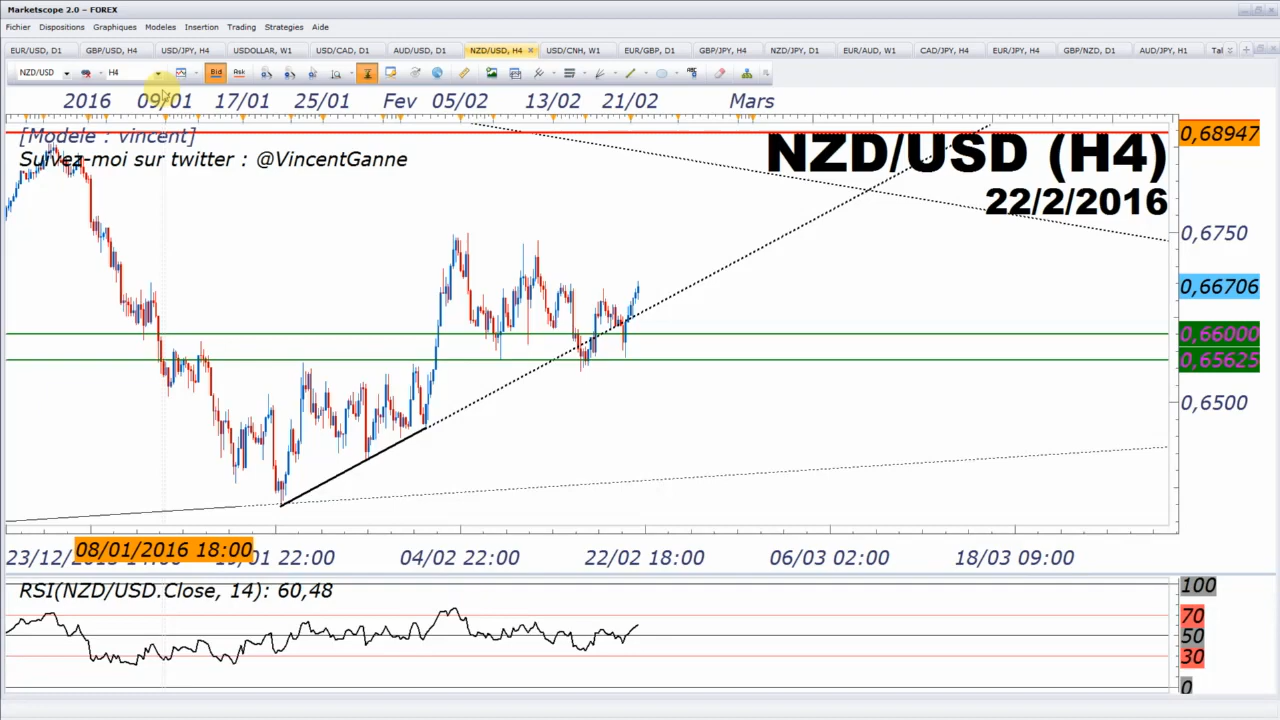 Marketscope 2.0 – FOREX
Fichier Dispositions Graphiques Modeles Insertion Trading Strategies Aide
EUR/USD, D1 GBP/USD, H4 USD/JPY, H4 USDOLLAR, W1 USD/CAD, D1 AUD/USD, D1 NZD/USD, H4 USD/CNH, W1 EUR/GBP, D1 GBP/JPY, H4 NZD/JPY, D1 EUR/AUD, W1 CAD/JPY, H4 EUR/JPY, H4 GBP/NZD, D1 AUD/JPY, H1 Tal
NZD/USD H4 Bid Ask
2016 09/01 17/01 25/01 Fev 05/02 13/02 21/02 Mars
[Modele : vincent]
Suivez-moi sur twitter : @VincentGanne
NZD/USD (H4)
22/2/2016
0,68947
0,6750
0,66706
0,66000
0,65625
0,6500
08/01/2016 18:00 22:00 04/02 22:00 22/02 18:00 06/03 02:00 18/03 09:00
RSI(NZD/USD.Close, 14): 60,48
100
70
50
30
0